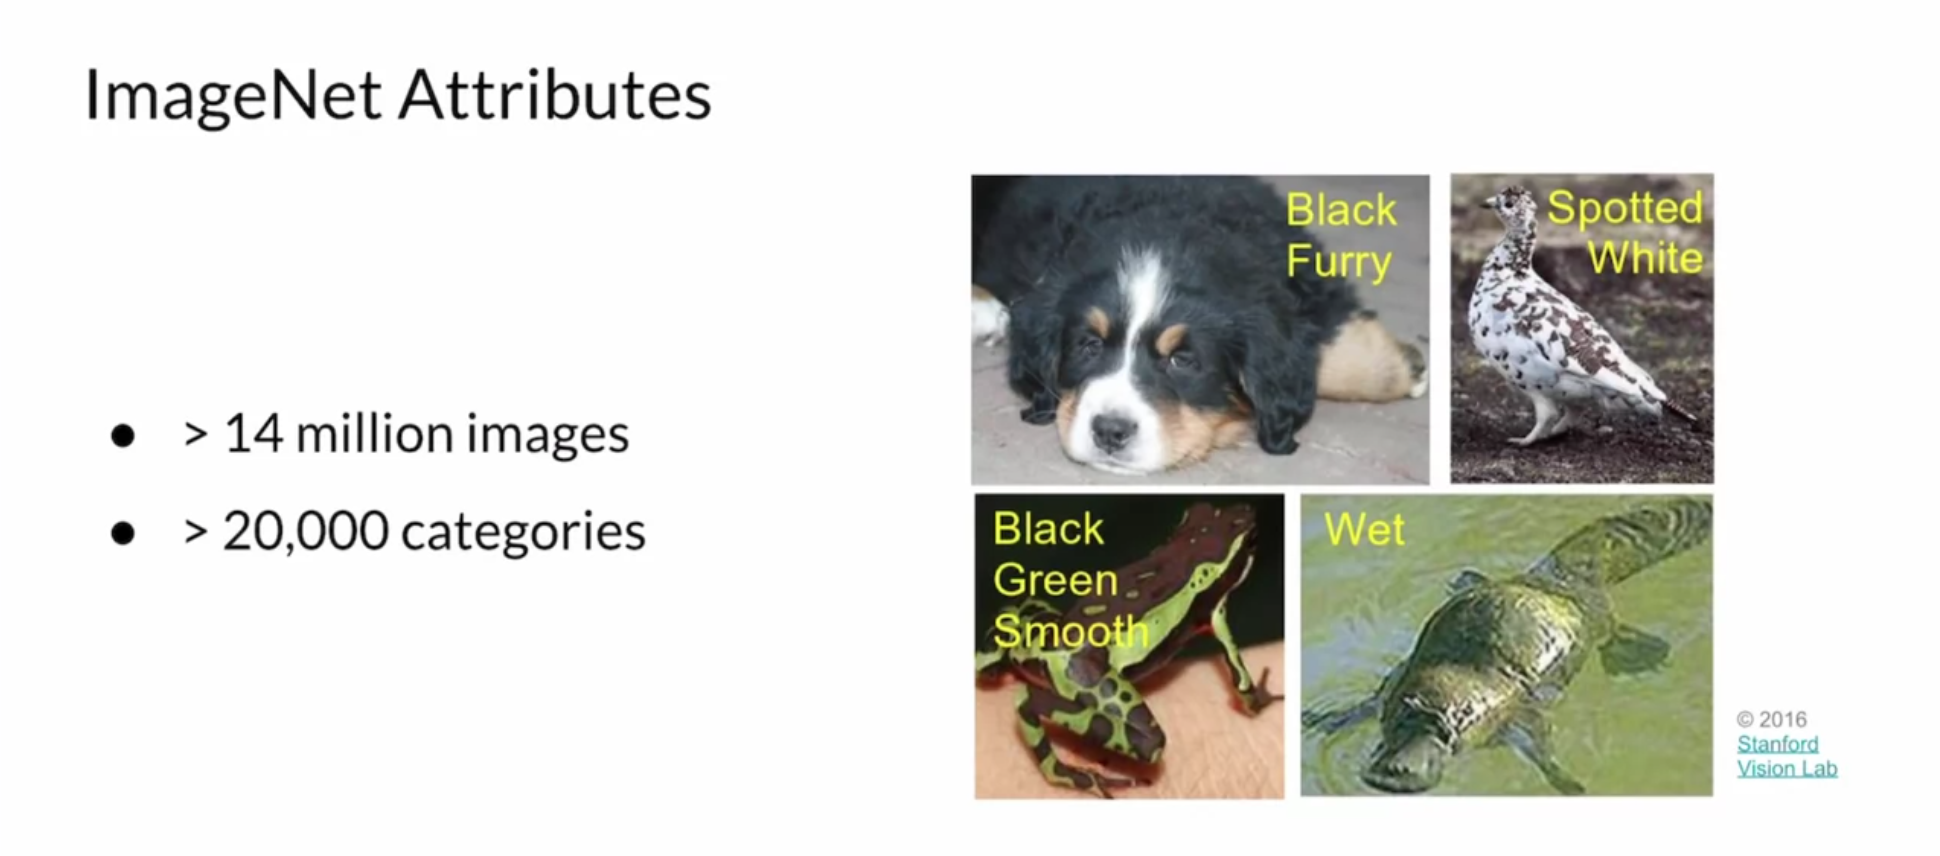 ImageNet Attributes
● > 14 million images
● > 20,000 categories
Black
Furry
Spotted
White
Black
Green
Smooth
Wet
© 2016
Stanford
Vision Lab